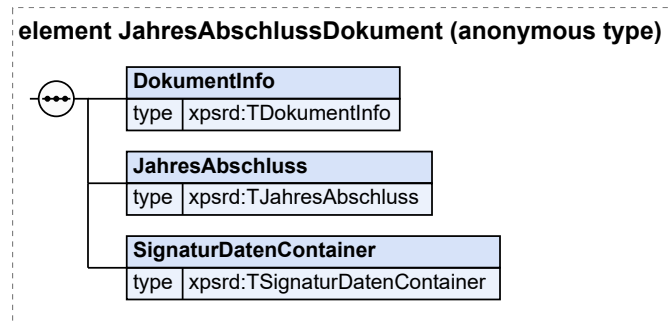 element JahresAbschlussDokument (anonymous type)
DokumentInfo
type xpsrd:TDokumentInfo
JahresAbschluss
type xpsrd:TJahresAbschluss
SignaturDatenContainer
type xpsrd:TSignaturDatenContainer